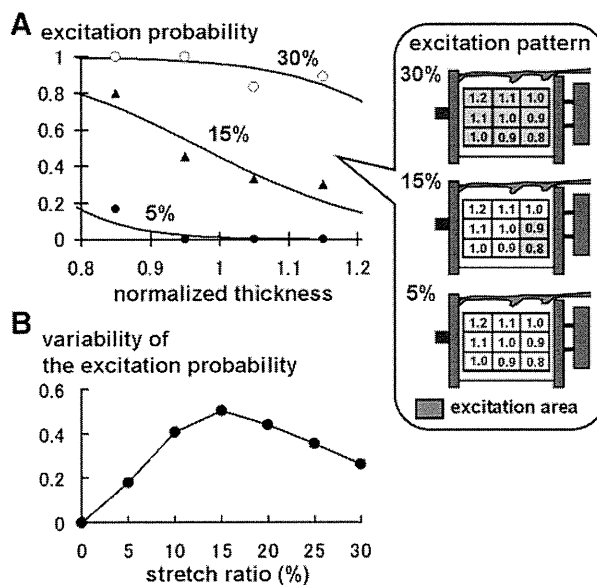 A
excitation probability
1
0.8
0.6
0.4
0.2
0
30%
15%
5%
0.8 0.9 1 1.1 1.2
normalized thickness
excitation pattern
30%
1.2 1.1 1.0
1.1 1.0 0.9
1.0 0.9 0.8
15%
1.2 1.1 1.0
1.1 1.0 0.9
1.0 0.9 0.8
5%
1.2 1.1 1.0
1.1 1.0 0.9
1.0 0.9 0.8
excitation area
B
variability of
the excitation probability
0.6
0.4
0.2
0
0 5 10 15 20 25 30
stretch ratio (%)